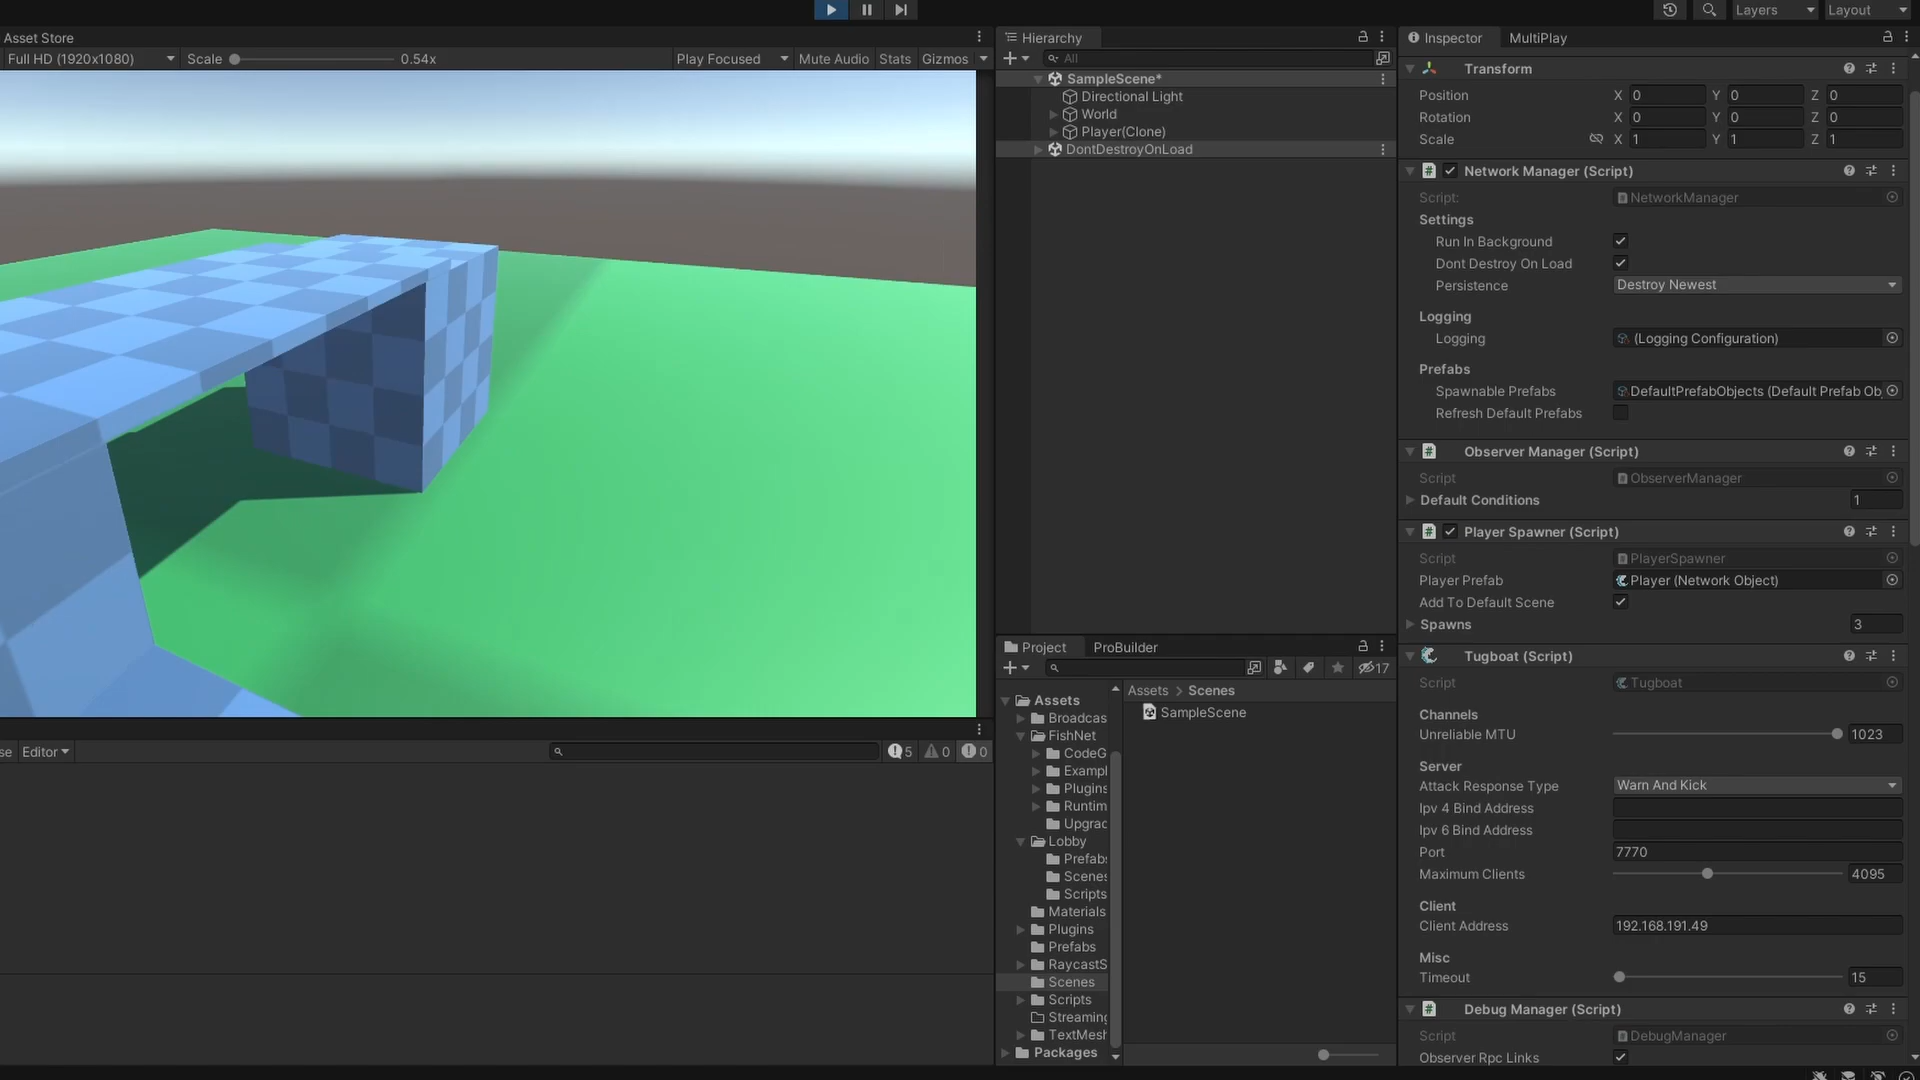 Layers
Layout
Asset Store
Full HD (1920x1080)
Scale
0.54x
Play Focused
Mute Audio
Stats
Gizmos
Hierarchy
All
SampleScene*
Directional Light
World
Player(Clone)
DontDestroyOnLoad
Inspector
MultiPlay
Transform
Position X 0 Y 0 Z 0
Rotation X 0 Y 0 Z 0
Scale X 1 Y 1 Z 1
# Network Manager (Script)
Script: NetworkManager
Settings
Run In Background
Dont Destroy On Load
Persistence Destroy Newest
Logging
Logging (Logging Configuration)
Prefabs
Spawnable Prefabs DefaultPrefabObjects (Default Prefab Ob
Refresh Default Prefabs
# Observer Manager (Script)
Script ObserverManager
Default Conditions 1
# Player Spawner (Script)
Script PlayerSpawner
Player Prefab Player (Network Object)
Add To Default Scene
Spawns 3
Tugboat (Script)
Script Tugboat
Channels
Unreliable MTU 1023
Server
Attack Response Type Warn And Kick
Ipv 4 Bind Address
Ipv 6 Bind Address
Port 7770
Maximum Clients 4095
Client
Client Address 192.168.191.49
Misc
Timeout 15
# Debug Manager (Script)
Script DebugManager
Observer Rpc Links
Project
ProBuilder
17
Assets
Broadcas
FishNet
CodeG
Exampl
Plugins
Runtim
Upgrad
Lobby
Prefabs
Scenes
Scripts
Materials
Plugins
Prefabs
RaycastS
Scenes
Scripts
Streaming
TextMesh
Packages
Assets > Scenes
SampleScene
se
Editor
5
0
0